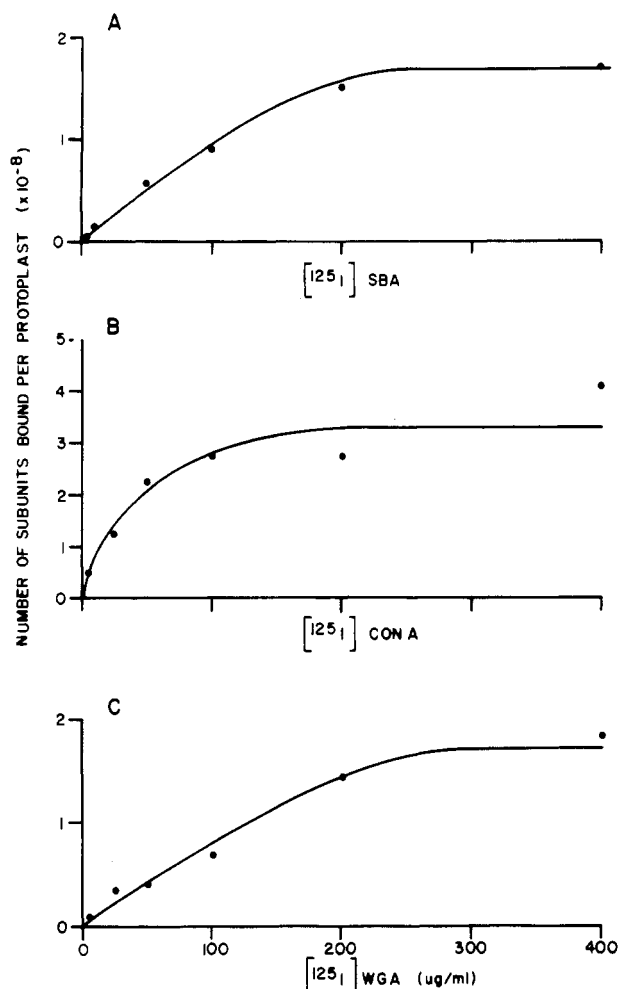 A
2
1
0
[125I] SBA
NUMBER OF SUBUNITS BOUND PER PROTOPLAST (x10-8)
B
5
4
3
2
1
0
[125I] CON A
C
2
1
0
0 100 200 300 400
[125I] WGA (ug/ml)